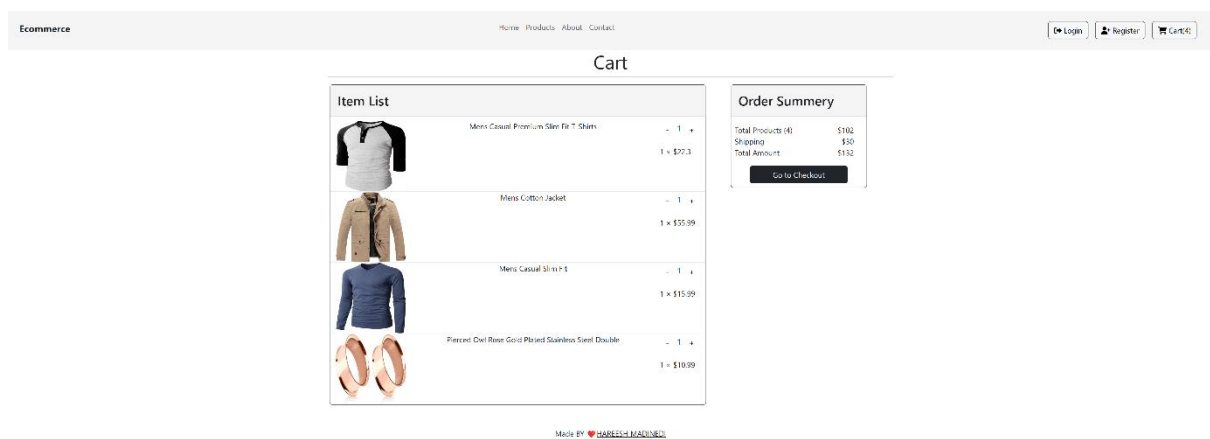 Ecommerce
Home Products About Contact
Login
Register
Cart(4)
Cart
Item List
Mens Casual Premium Slim Fit T Shirts
- 1 +
1 × $22.3
Mens Cotton Jacket
- 1 +
1 × $55.99
Mens Casual Slim Fit
- 1 +
1 × $15.99
Pierced Owl Rose Gold Plated Stainless Steel Double
- 1 +
1 × $10.99
Order Summery
Total Products (4) $102
Shipping $30
Total Amount $132
Go to Checkout
Made BY ❤️ HAREESH MADINEDI